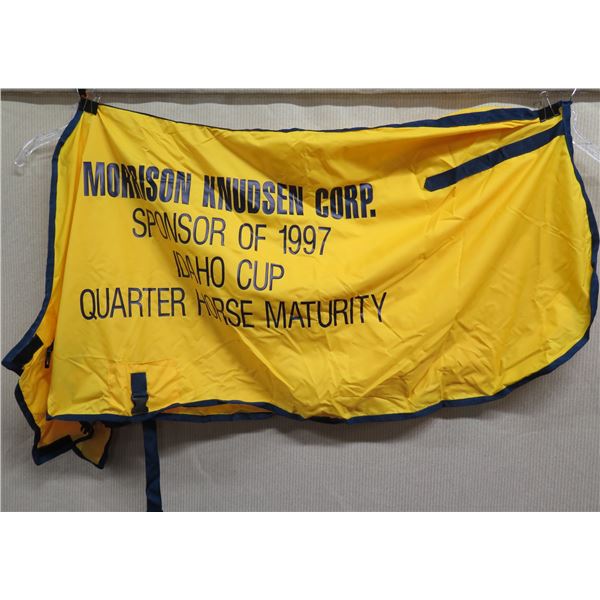 MORRISON KNUDSEN CORP.
SPONSOR OF 1997
IDAHO CUP
QUARTER HORSE MATURITY